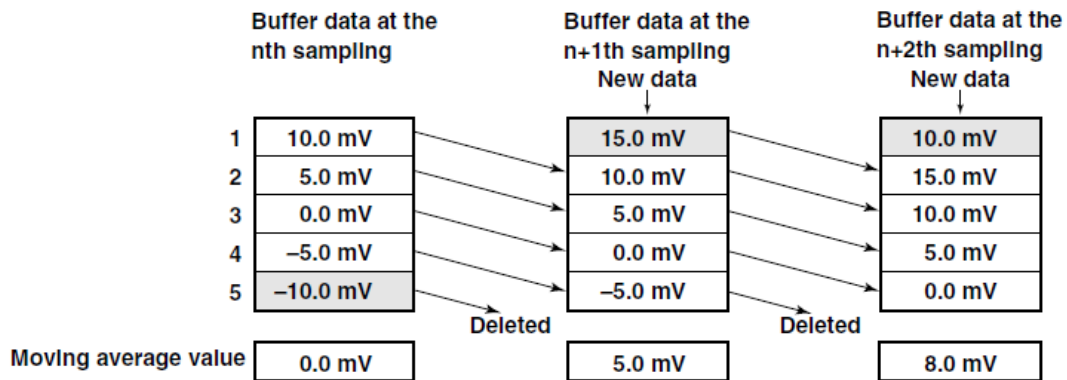 Buffer data at the
nth sampling
Buffer data at the
n+1th sampling
New data
Buffer data at the
n+2th sampling
New data
1 10.0 mV 15.0 mV 10.0 mV
2 5.0 mV 10.0 mV 15.0 mV
3 0.0 mV 5.0 mV 10.0 mV
4 –5.0 mV 0.0 mV 5.0 mV
5 –10.0 mV –5.0 mV 0.0 mV
Deleted Deleted
Moving average value 0.0 mV 5.0 mV 8.0 mV